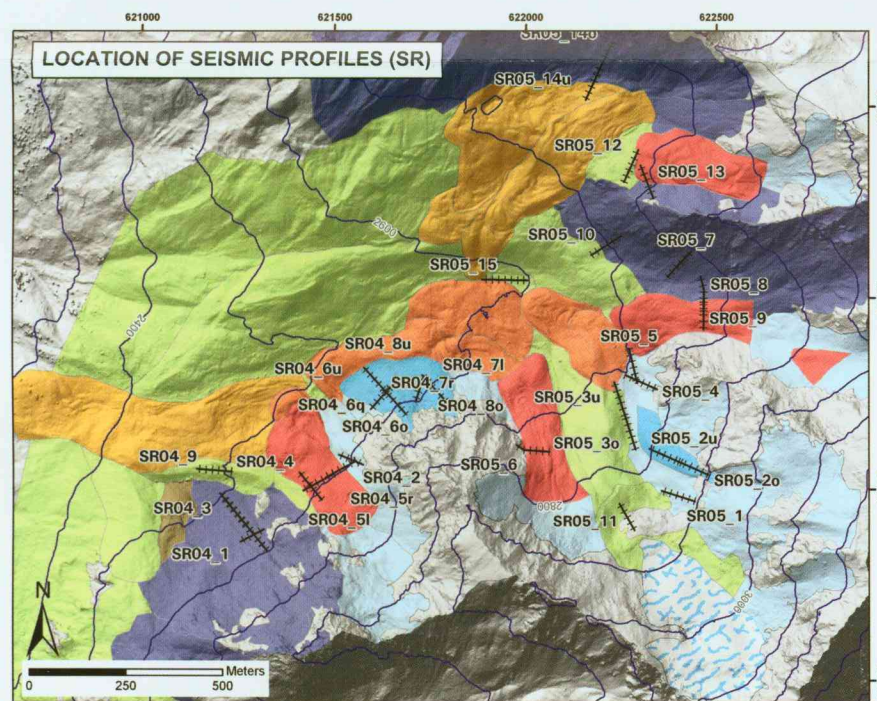 621000 621500 622000 622500
LOCATION OF SEISMIC PROFILES (SR)
SR05_14u
SR05_12
SR05_13
2600
SR05_10
SR05_7
SR05_15
SR05_8
2400
SR05_9
SR04_8u
SR05_5
SR04_6u
SR04_7l
SR04_7r
SR05_4
SR04_6q
SR04_8o
SR05_3u
SR04_6o
SR05_2u
SR05_3o
SR04_9
SR04_4
SR04_2
SR05_6
SR05_2o
SR04_5r
2800
SR04_3
SR04_5l
SR05_11
SR05_1
SR04_1
3000
N
Meters
0 250 500